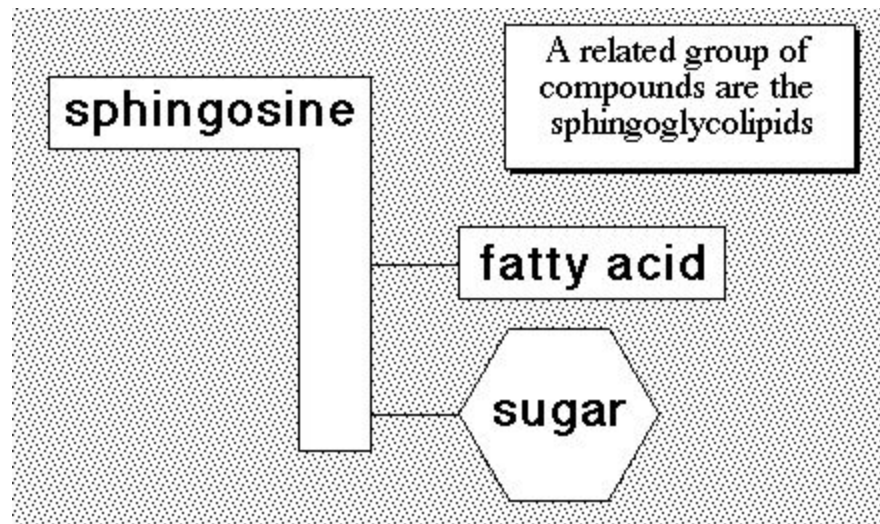 sphingosine
A related group of
compounds are the
sphingoglycolipids
fatty acid
sugar